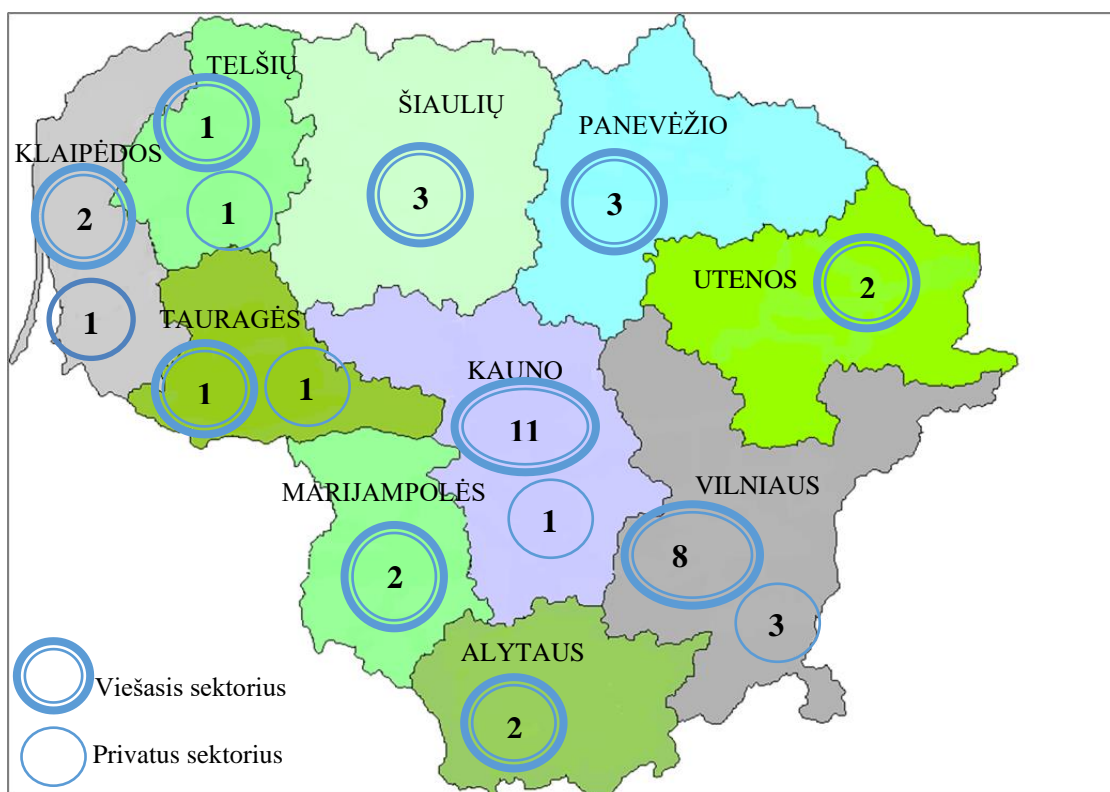 TELŠIŲ
1
1
ŠIAULIŲ
3
PANEVĖŽIO
3
KLAIPĖDOS
2
1
UTENOS
2
TAURAGĖS
1
1
KAUNO
11
1
VILNIAUS
8
3
MARIJAMPOLĖS
2
ALYTAUS
2
Viešasis sektorius
Privatus sektorius